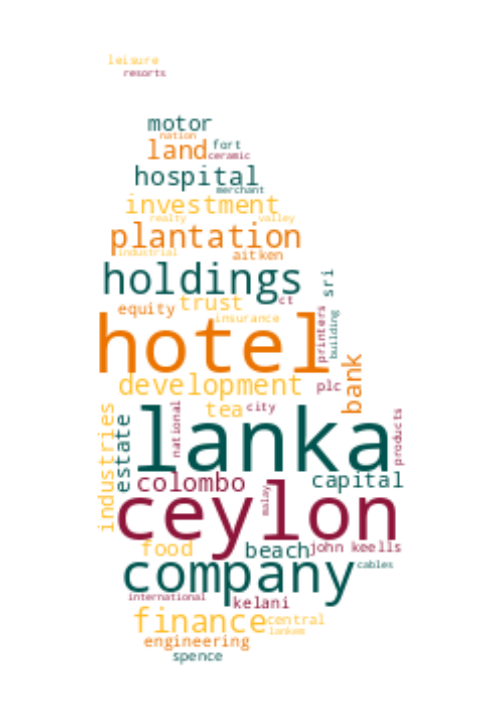 leisure
resorts
motor
nation
land
fort
ceramic
hospital
merchant
investment
realty
valley
plantation
industrial
aitken
holdings
sri
trust
ct
equity
insurance
printers
building
hotel
development
plc
bank
tea
city
national
industries
estate
lanka
products
colombo
capital
malay
ceylon
food
beach
john keells
company
cables
international
kelani
finance
central
lankem
engineering
spence